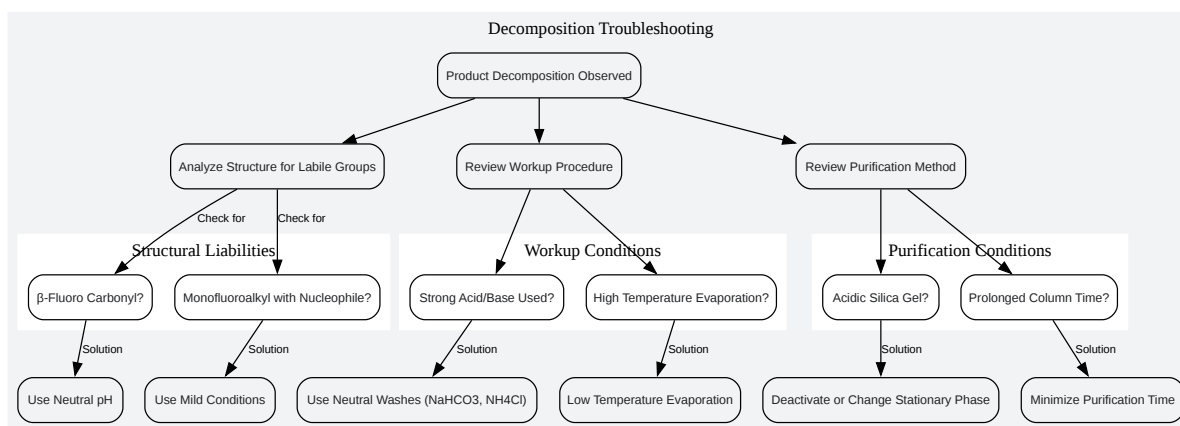 Decomposition Troubleshooting
Product Decomposition Observed
Analyze Structure for Labile Groups
Review Workup Procedure
Review Purification Method
Check for
Check for
Structural Liabilities
Workup Conditions
Purification Conditions
β-Fluoro Carbonyl?
Monofluoroalkyl with Nucleophile?
Strong Acid/Base Used?
High Temperature Evaporation?
Acidic Silica Gel?
Prolonged Column Time?
Solution
Solution
Solution
Solution
Solution
Solution
Use Neutral pH
Use Mild Conditions
Use Neutral Washes (NaHCO3, NH4Cl)
Low Temperature Evaporation
Deactivate or Change Stationary Phase
Minimize Purification Time